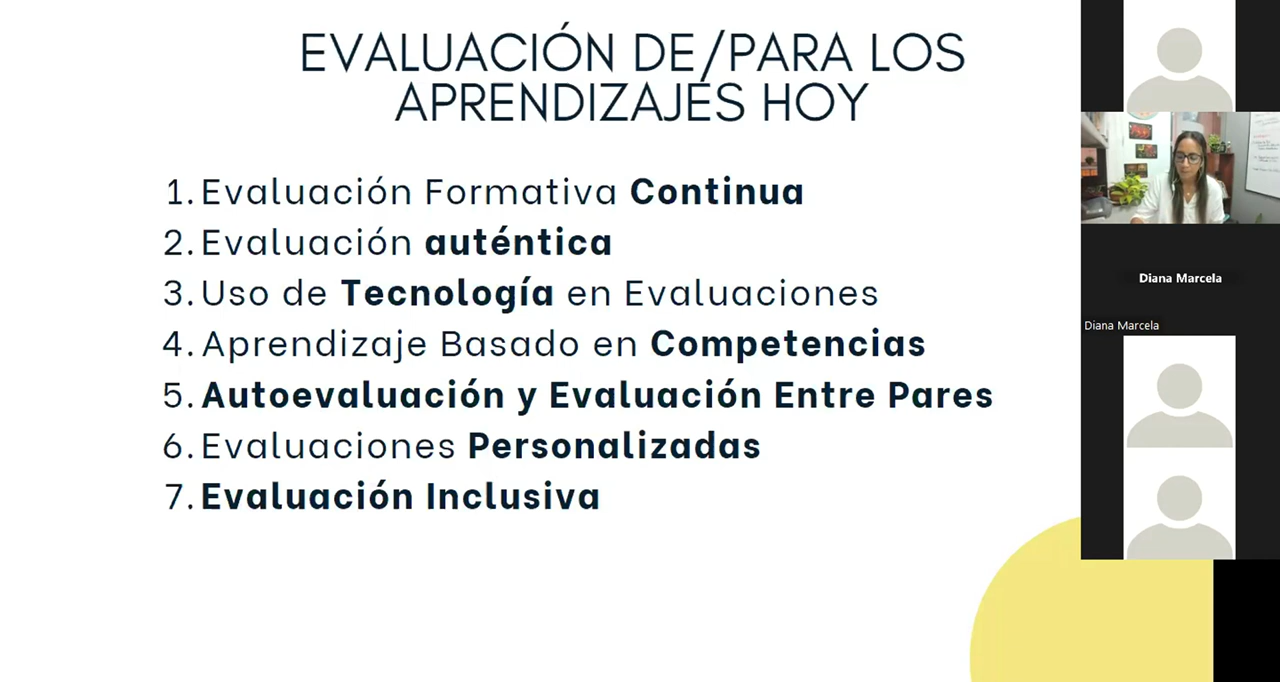 EVALUACIÓN DE/PARA LOS
APRENDIZAJES HOY
1. Evaluación Formativa Continua
2. Evaluación auténtica
3. Uso de Tecnología en Evaluaciones
4. Aprendizaje Basado en Competencias
5. Autoevaluación y Evaluación Entre Pares
6. Evaluaciones Personalizadas
7. Evaluación Inclusiva
Diana Marcela
Diana Marcela